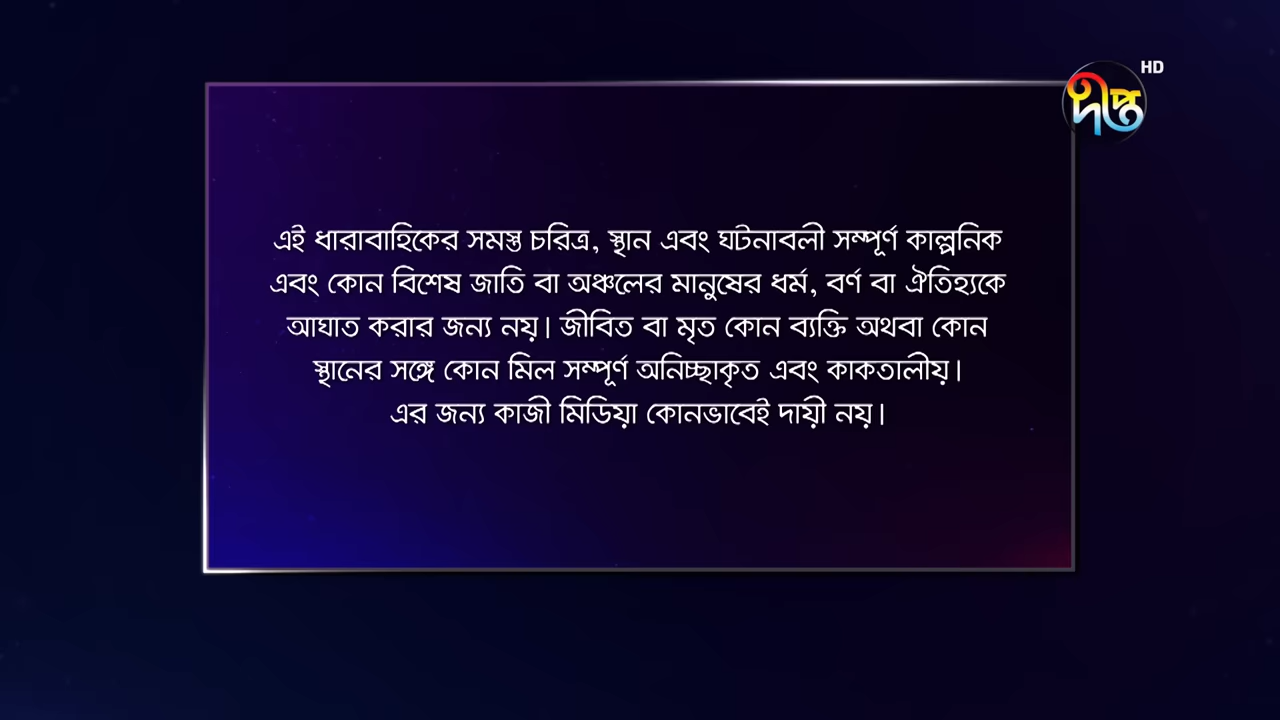 HD
দীপ্ত
এই ধারাবাহিকের সমস্ত চরিত্র, স্থান এবং ঘটনাবলী সম্পূর্ণ কাল্পনিক
এবং কোন বিশেষ জাতি বা অঞ্চলের মানুষের ধর্ম, বর্ণ বা ঐতিহ্যকে
আঘাত করার জন্য নয়। জীবিত বা মৃত কোন ব্যক্তি অথবা কোন
স্থানের সঙ্গে কোন মিল সম্পূর্ণ অনিচ্ছাকৃত এবং কাকতালীয়।
এর জন্য কাজী মিডিয়া কোনভাবেই দায়ী নয়।